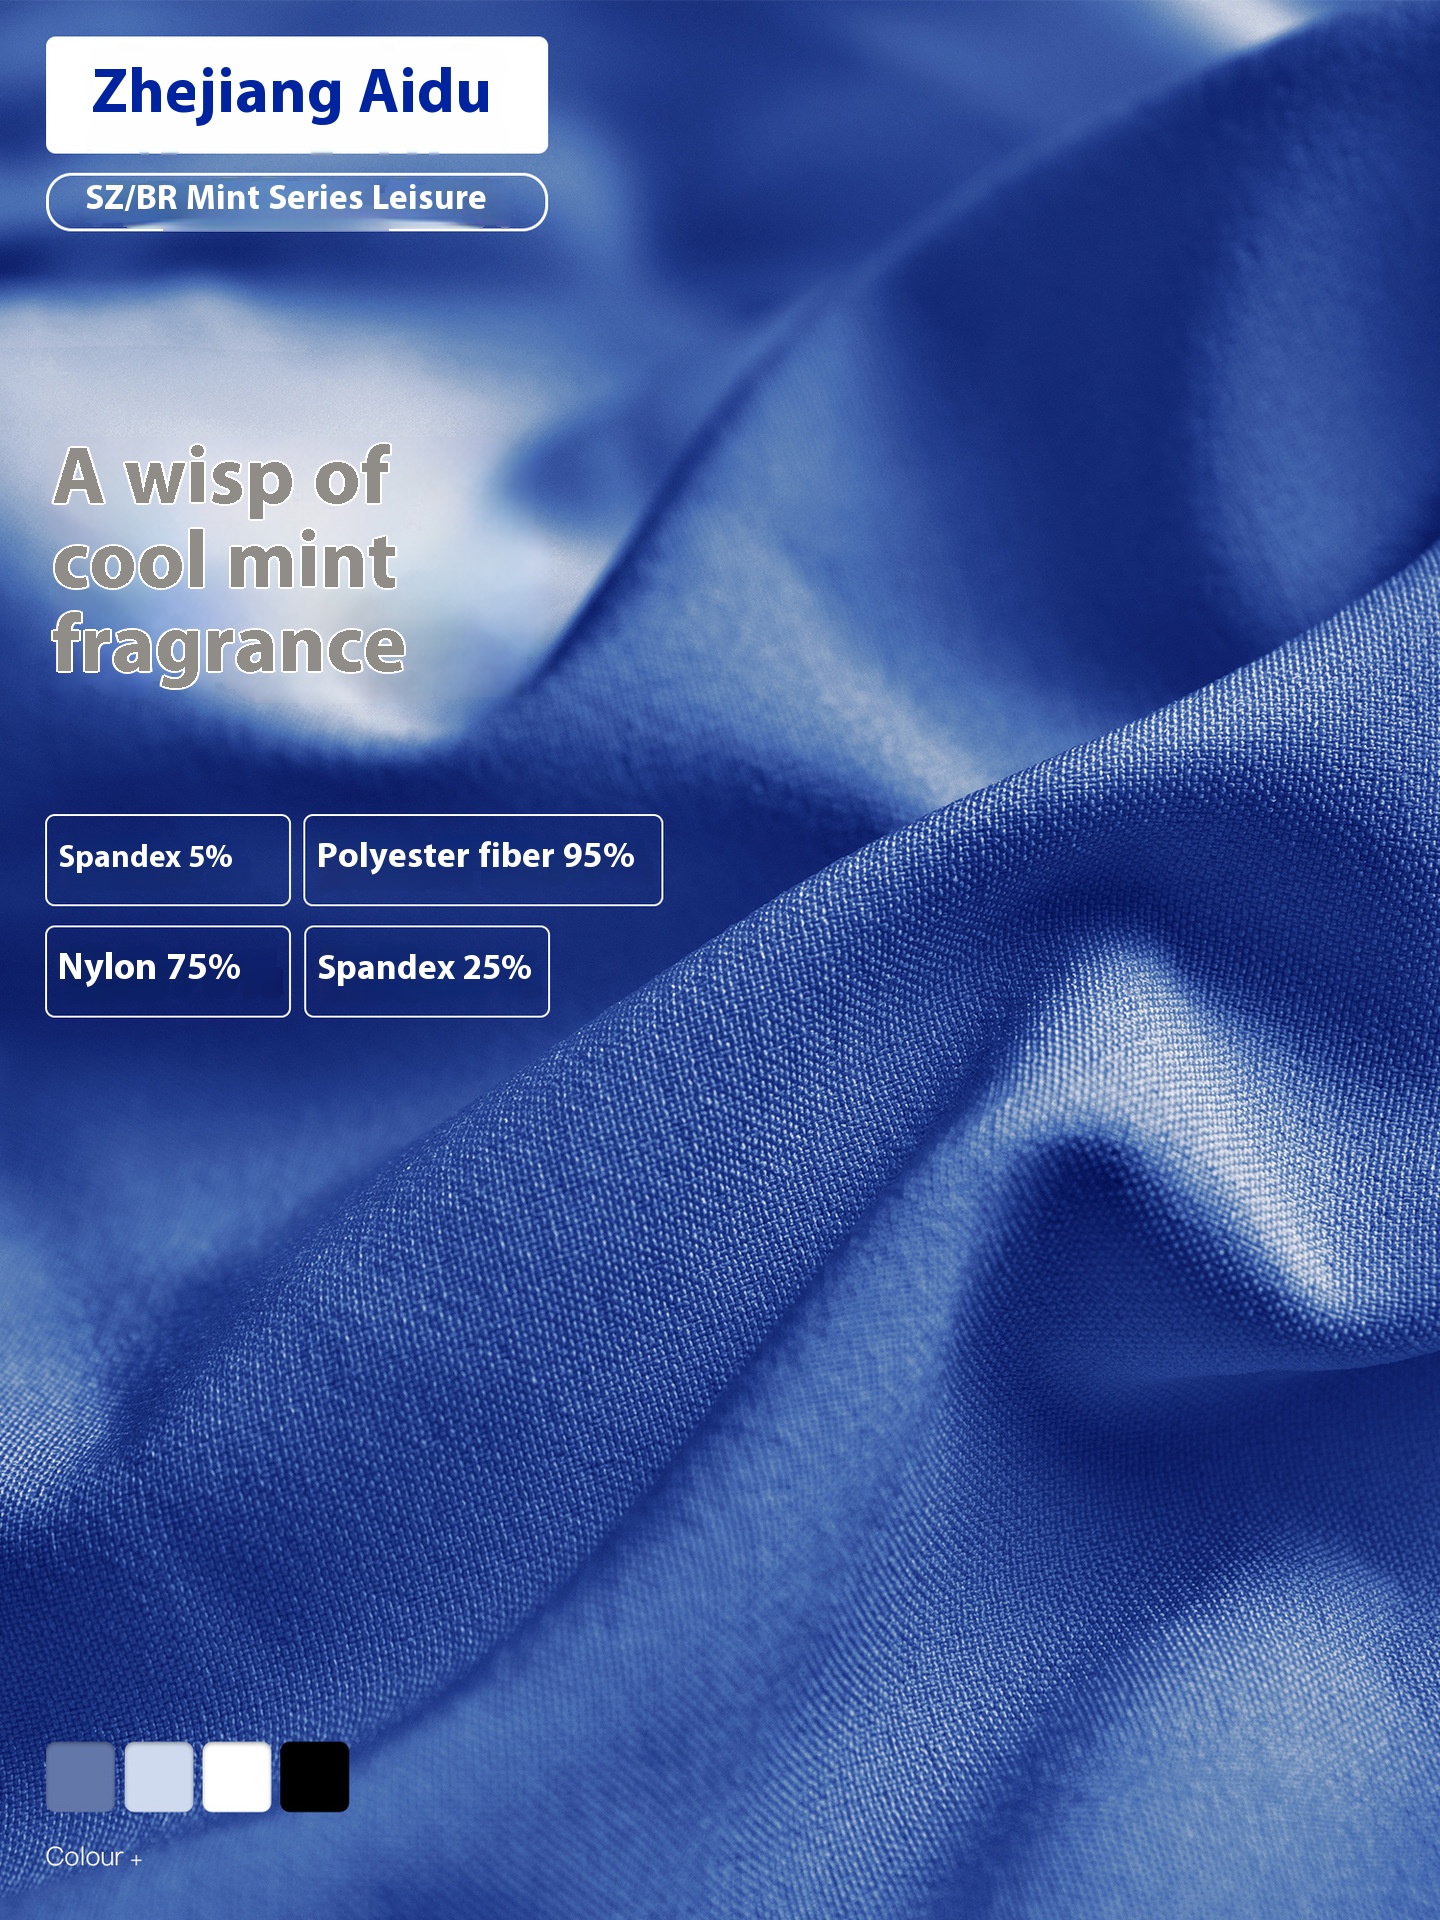 Zhejiang Aidu
SZ/BR Mint Series Leisure
A wisp of
cool mint
fragrance
Spandex 5%
Polyester fiber 95%
Nylon 75%
Spandex 25%
Colour +